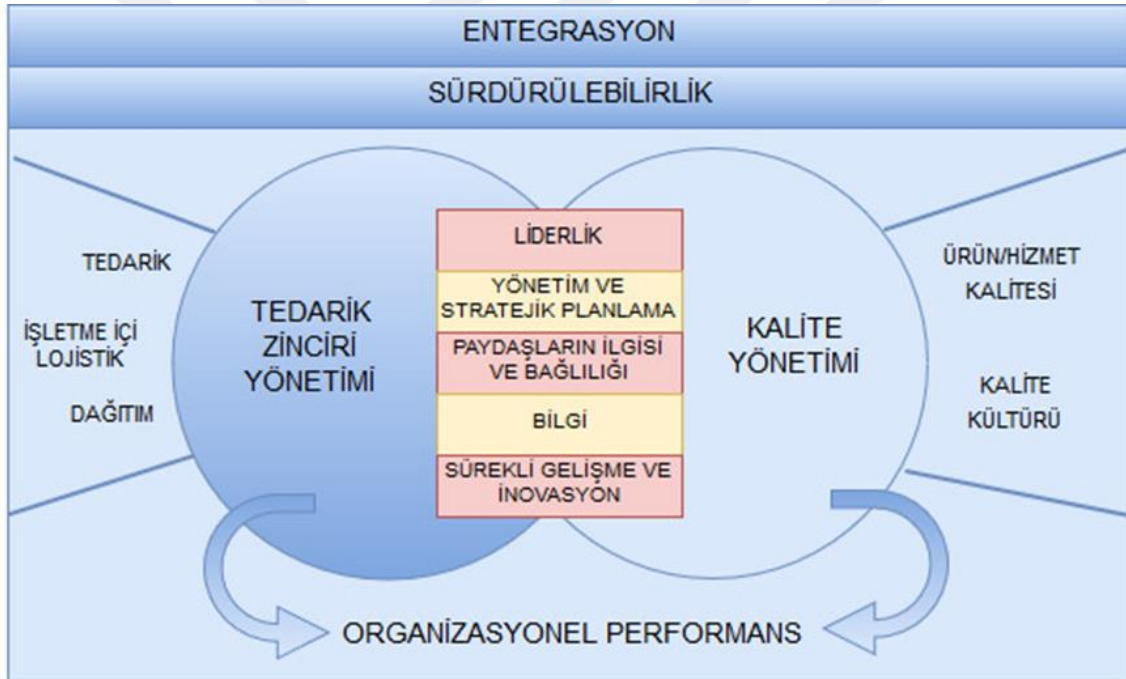 ENTEGRASYON
SÜRDÜRÜLEBİLİRLİK
TEDARİK
İŞLETME İÇİ
LOJİSTİK
DAĞITIM
TEDARİK
ZİNCİRİ
YÖNETİMİ
LİDERLİK
YÖNETİM VE
STRATEJİK PLANLAMA
PAYDAŞLARIN İLGİSİ
VE BAĞLILIĞI
BİLGİ
SÜREKLİ GELİŞME VE
İNOVASYON
KALİTE
YÖNETİMİ
ÜRÜN/HİZMET
KALİTESİ
KALİTE
KÜLTÜRÜ
ORGANİZASYONEL PERFORMANS